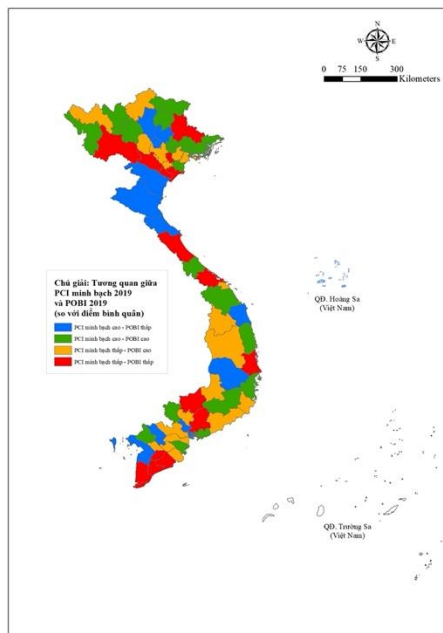 N
W E
S
0 75 150 300
Kilometers
QĐ. Hoàng Sa
(Việt Nam)
Chú giải: Tương quan giữa
PCI minh bạch 2019
và POBI 2019
(so với điểm bình quân)
PCI minh bạch cao - POBI thấp
PCI minh bạch cao - POBI cao
PCI minh bạch thấp - POBI cao
PCI minh bạch thấp - POBI thấp
QĐ. Trường Sa
(Việt Nam)